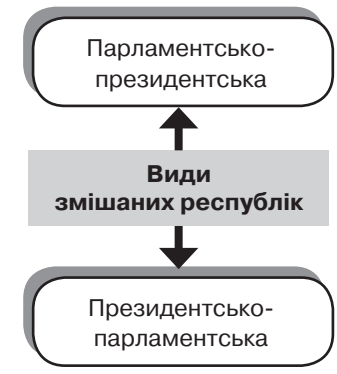 Парламентсько-
президентська
Види
змішаних республік
Президентсько-
парламентська